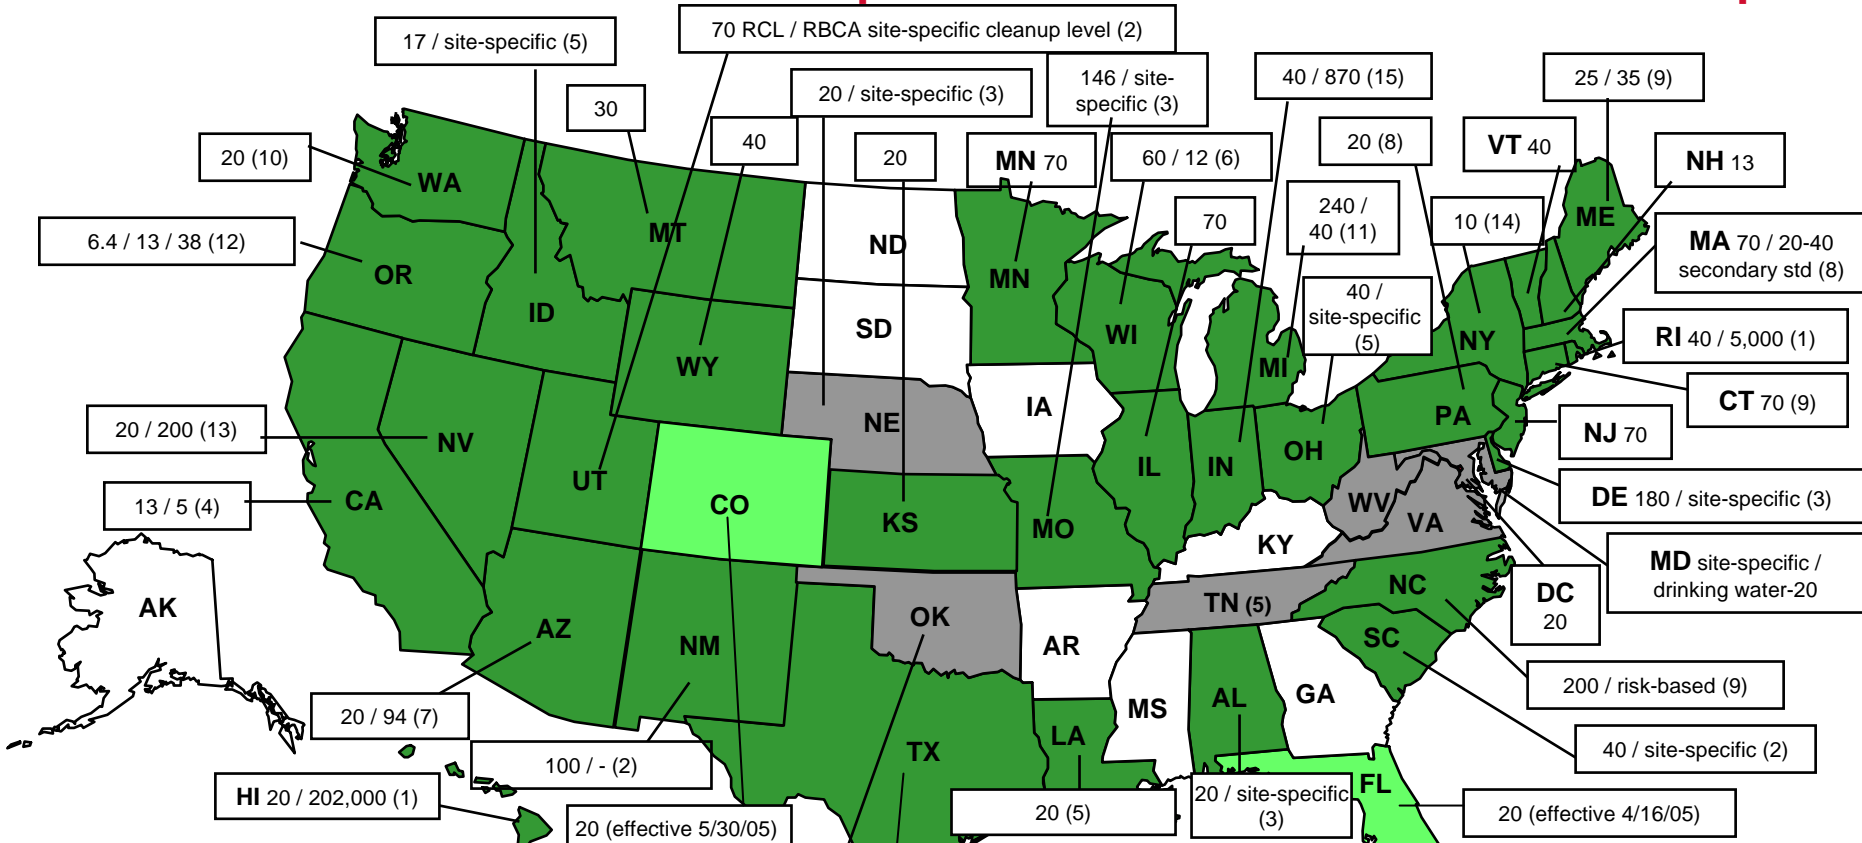 70 RCL / RBCA site-specific cleanup level (2)
17 / site-specific (5)
146 / site-
specific (3)
40 / 870 (15)
25 / 35 (9)
20 / site-specific (3)
30
40
20
MN 70
60 / 12 (6)
20 (8)
VT 40
NH 13
20 (10)
WA
MT
ND
MN
70
240 /
40 (11)
10 (14)
ME
MA 70 / 20-40
secondary std (8)
6.4 / 13 / 38 (12)
OR
ID
SD
WI
MI
40 /
site-specific
(5)
NY
RI 40 / 5,000 (1)
WY
IA
NE
OH
PA
CT 70 (9)
NJ 70
20 / 200 (13)
NV
UT
CO
KS
MO
IL
IN
WV
VA
DE 180 / site-specific (3)
13 / 5 (4)
CA
KY
MD site-specific /
drinking water-20
DC
20
AK
AZ
NM
OK
AR
TN (5)
NC
SC
200 / risk-based (9)
20 / 94 (7)
TX
LA
MS
AL
GA
40 / site-specific (2)
100 / - (2)
HI 20 / 202,000 (1)
20 (effective 5/30/05)
20 (5)
20 / site-specific
(3)
FL
20 (effective 4/16/05)